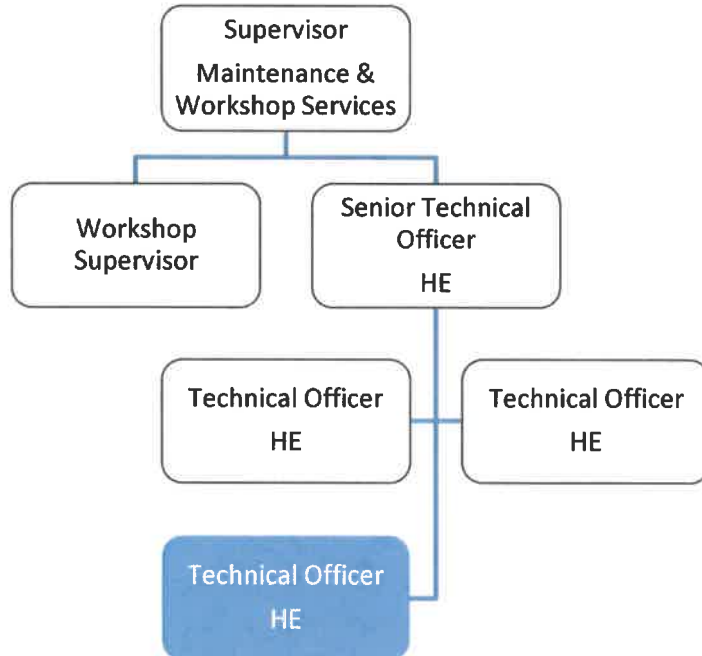 Supervisor
Maintenance &
Workshop Services
Workshop
Supervisor
Senior Technical
Officer
HE
Technical Officer
HE
Technical Officer
HE
Technical Officer
HE